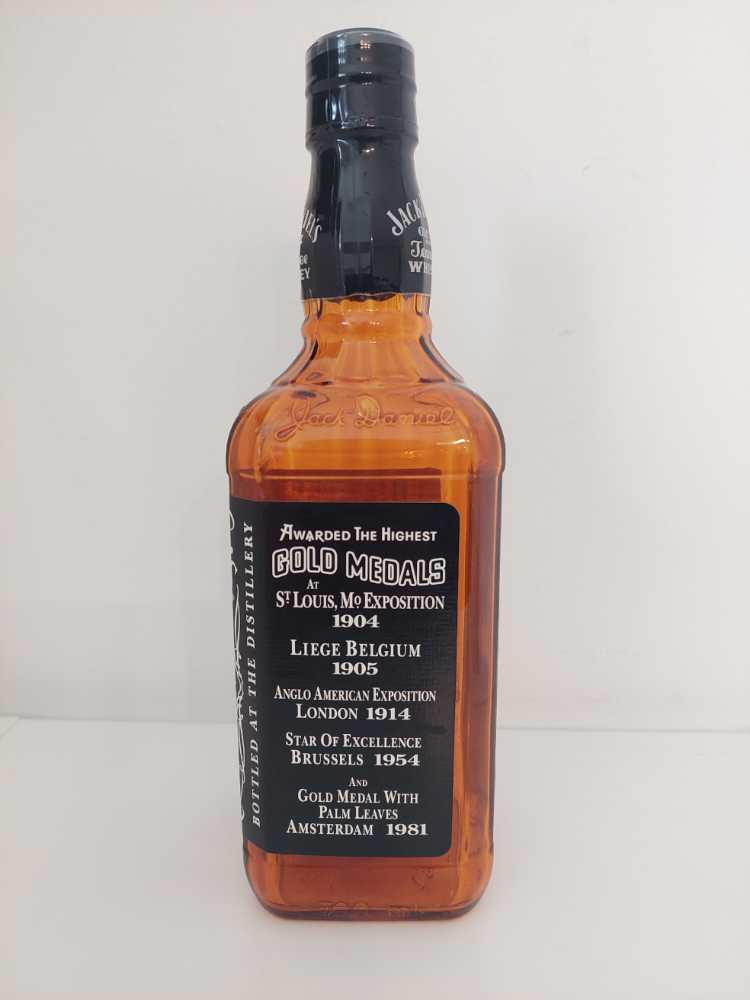 JACK
Jack Daniel
AWARDED THE HIGHEST
GOLD MEDALS
AT
ST LOUIS, MO EXPOSITION
1904
LIEGE BELGIUM
1905
ANGLO AMERICAN EXPOSITION
LONDON 1914
STAR OF EXCELLENCE
BRUSSELS 1954
AND
GOLD MEDAL WITH
PALM LEAVES
AMSTERDAM 1981
BOTTLED AT THE DISTILLERY